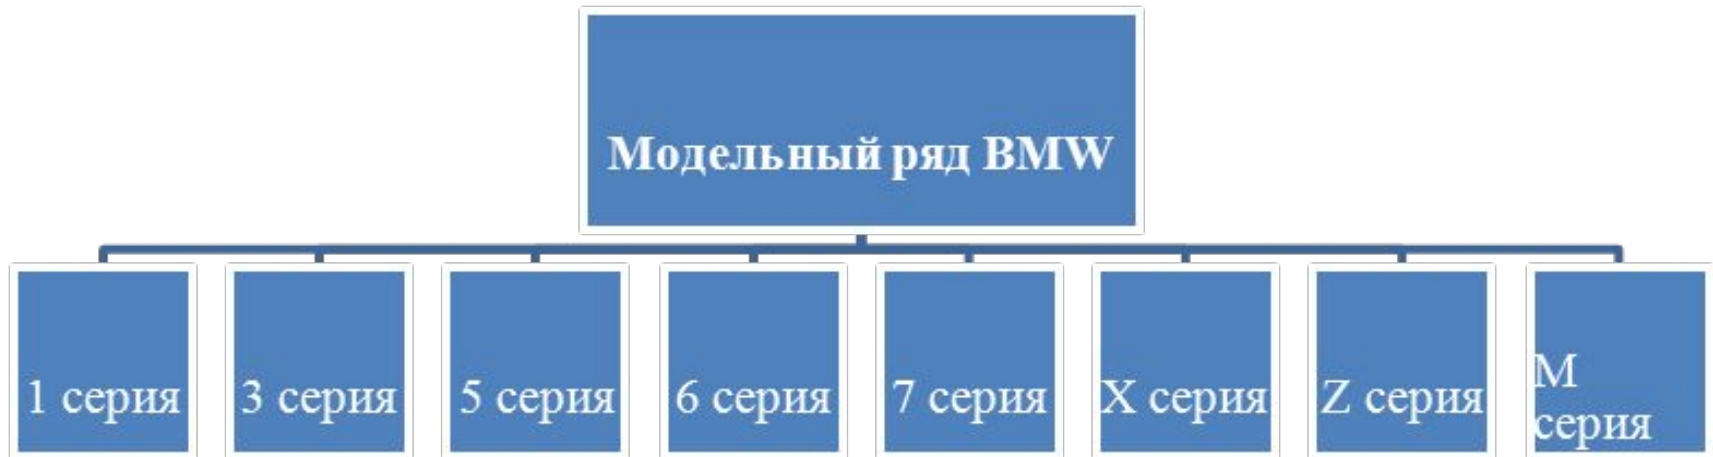 Модельный ряд BMW
1 серия
3 серия
5 серия
6 серия
7 серия
X серия
Z серия
M
серия